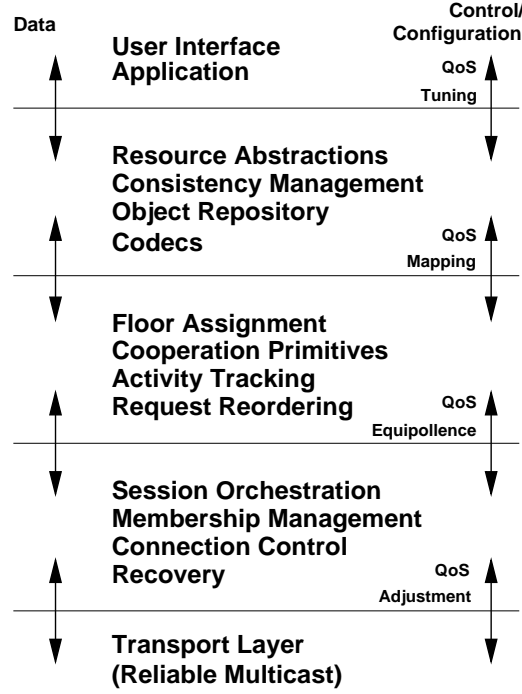 Data
Control/
Configuration
User Interface
Application
QoS
Tuning
Resource Abstractions
Consistency Management
Object Repository
Codecs
QoS
Mapping
Floor Assignment
Cooperation Primitives
Activity Tracking
Request Reordering
QoS
Equipollence
Session Orchestration
Membership Management
Connection Control
Recovery
QoS
Adjustment
Transport Layer
(Reliable Multicast)